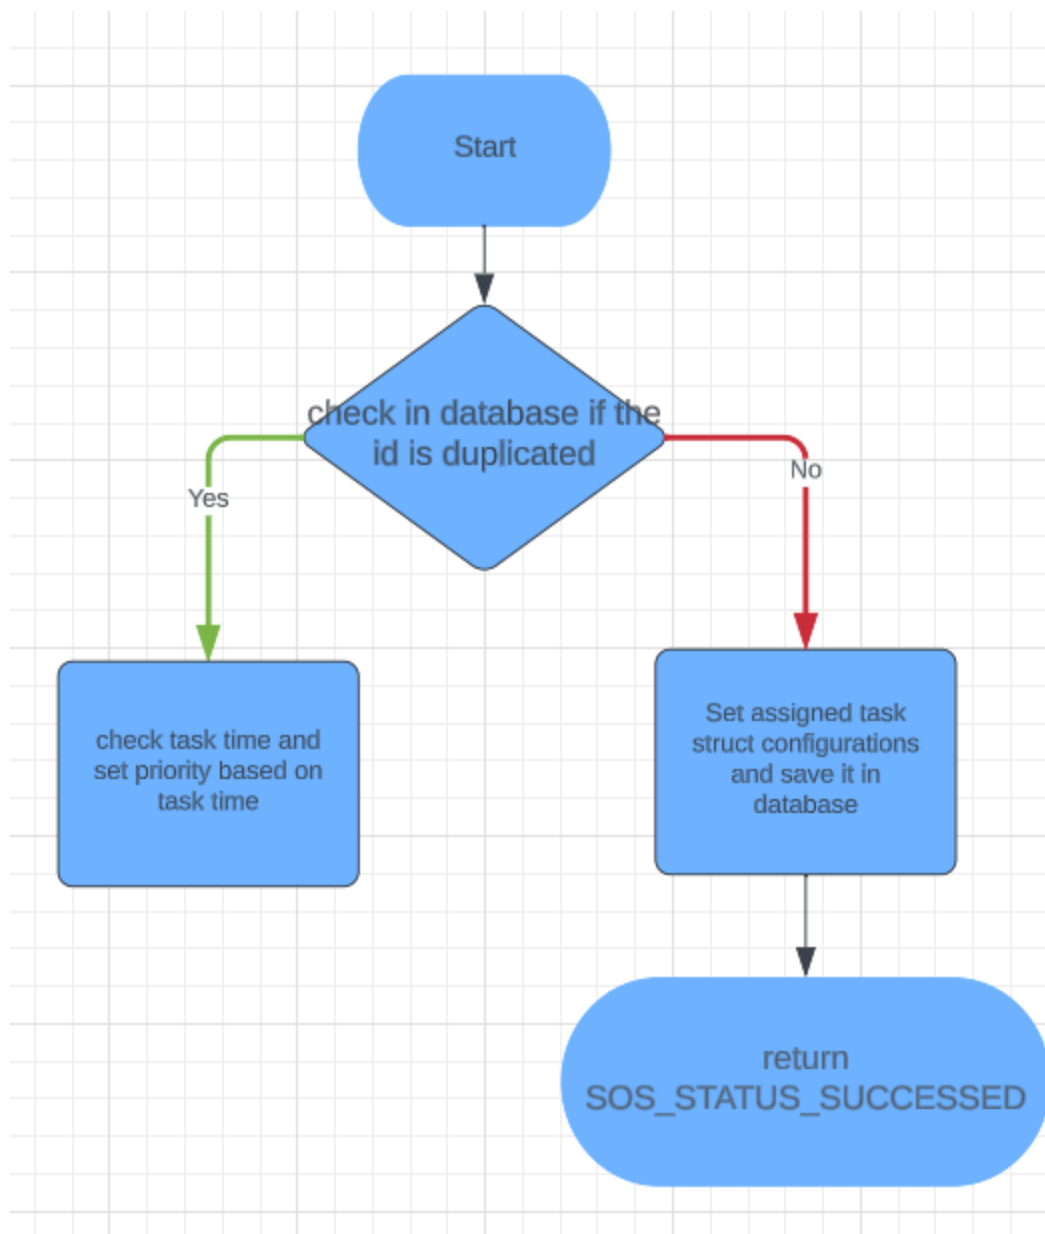 Start
check in database if the
id is duplicated
Yes
No
check task time and
set priority based on
task time
Set assigned task
struct configurations
and save it in
database
return
SOS_STATUS_SUCCESSED